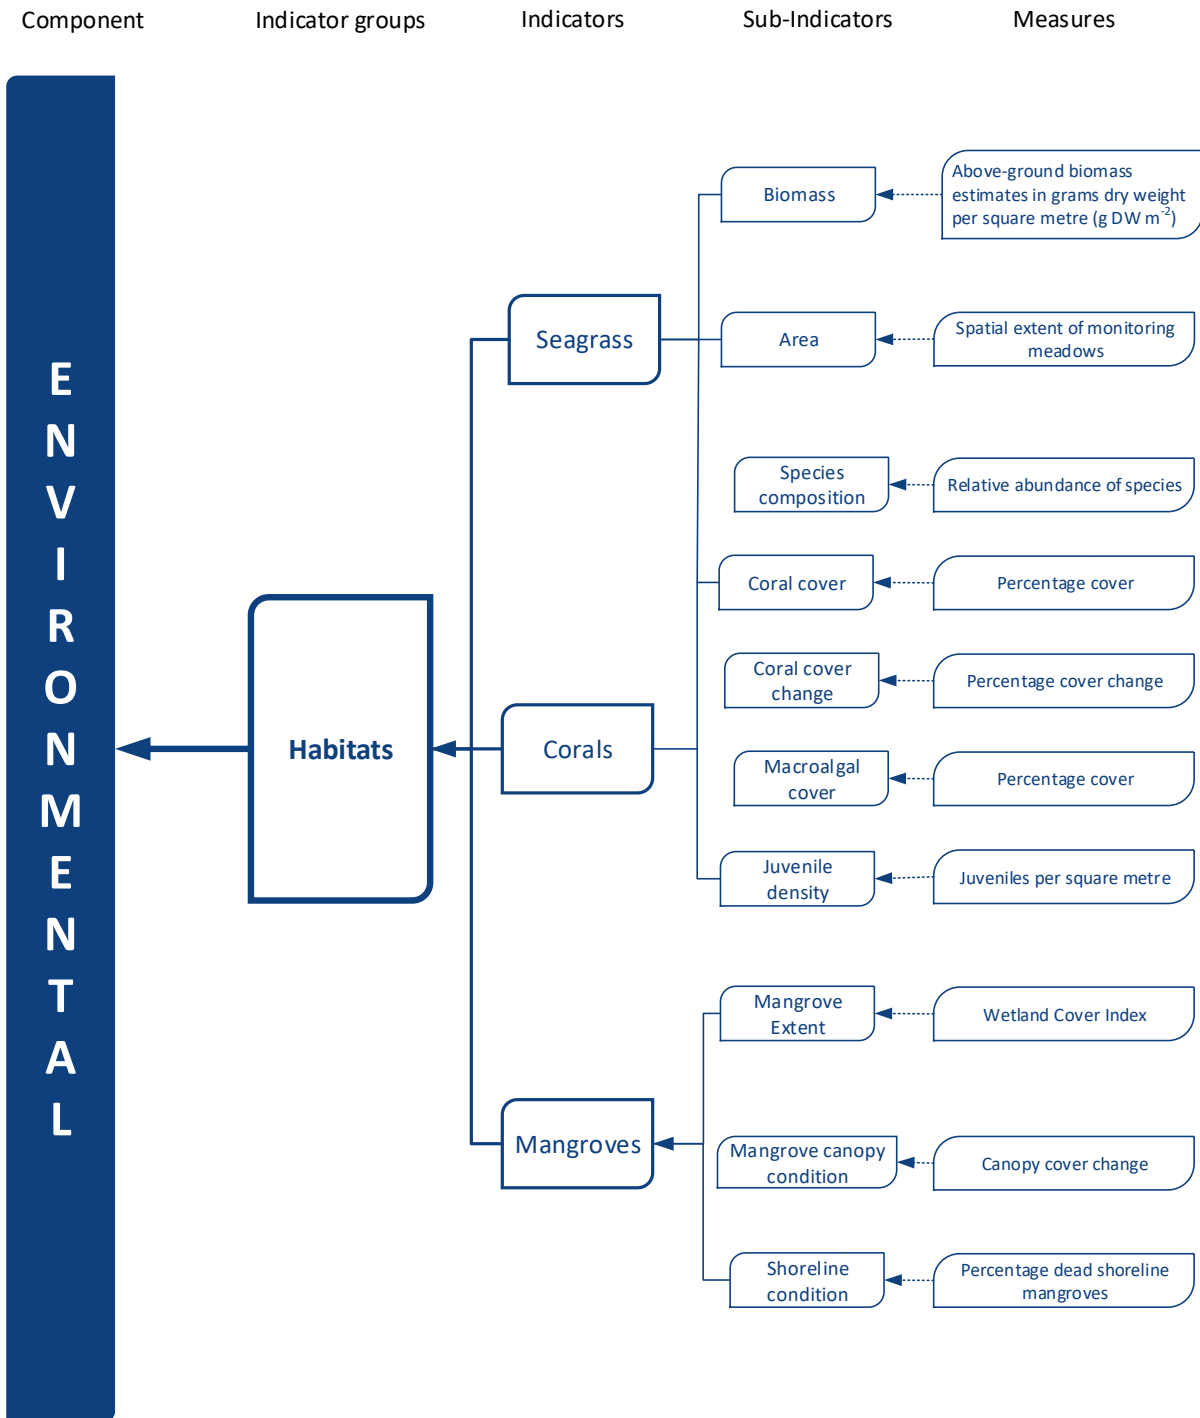 Component
Indicator groups
Indicators
Sub-Indicators
Measures
ENVIRONMENTAL
Habitats
Seagrass
Biomass
Above-ground biomass
estimates in grams dry weight
per square metre (g DW m⁻²)
Area
Spatial extent of monitoring
meadows
Species
composition
Relative abundance of species
Corals
Coral cover
Percentage cover
Coral cover
change
Percentage cover change
Macroalgal
cover
Percentage cover
Juvenile
density
Juveniles per square metre
Mangroves
Mangrove
Extent
Wetland Cover Index
Mangrove canopy
condition
Canopy cover change
Shoreline
condition
Percentage dead shoreline
mangroves